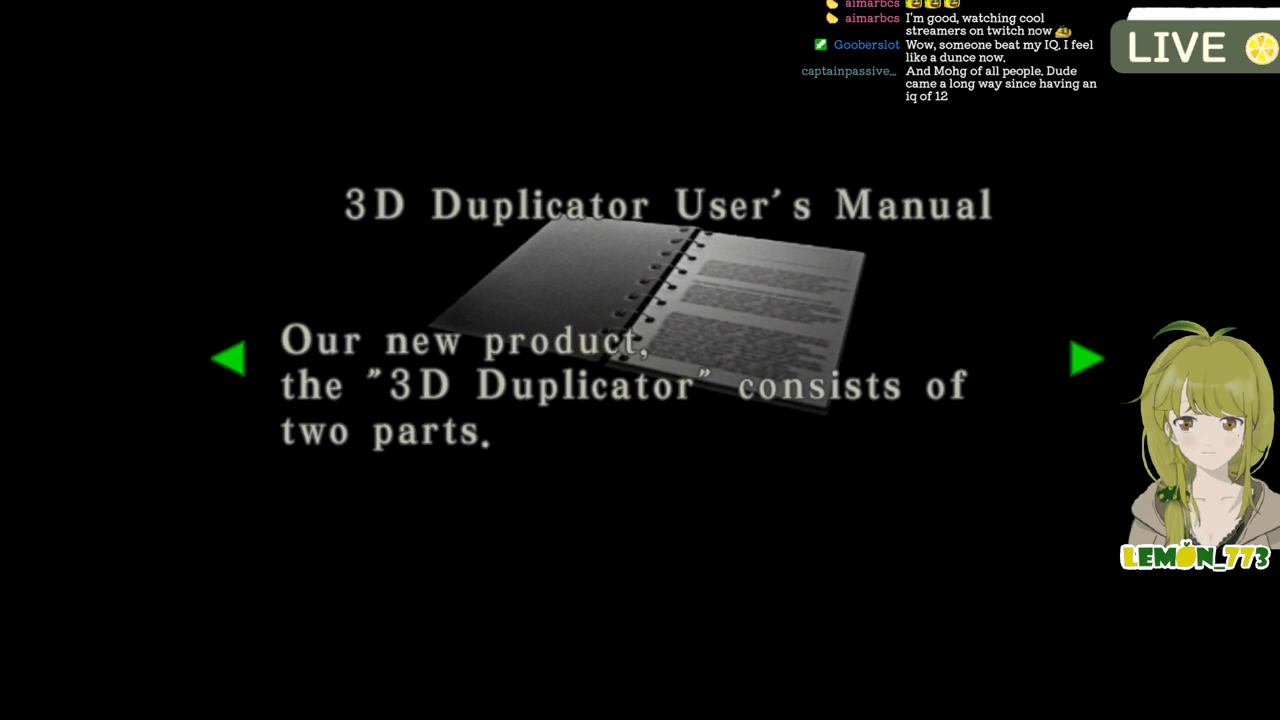 aimarbcs
aimarbcs I'm good, watching cool
streamers on twitch now
Gooberslot Wow, someone beat my IQ, I feel
like a dunce now.
captainpassive... And Mohg of all people. Dude
came a long way since having an
iq of 12
LIVE
3D Duplicator User's Manual
Our new product,
the "3D Duplicator" consists of
two parts.
LEMON_773